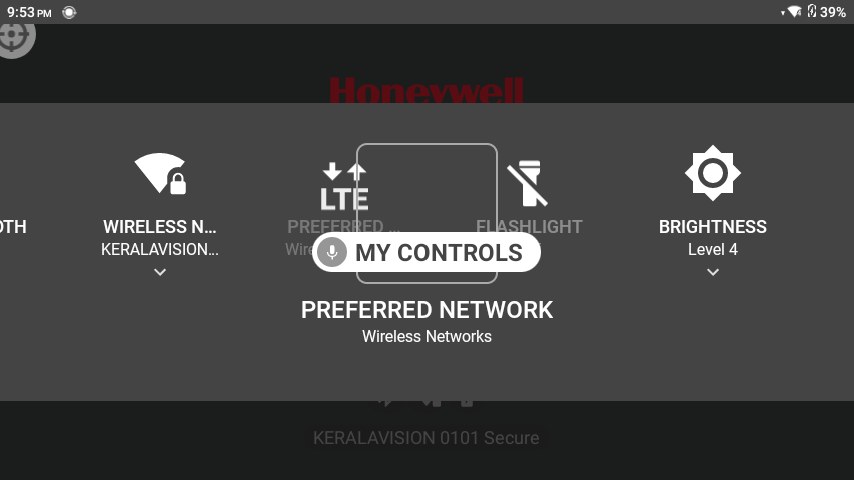 9:53 PM
39%
Honeywell
LTE
OTH
WIRELESS N...
PREFERRED ...
FLASHLIGHT
BRIGHTNESS
KERALAVISION...
Level 4
MY CONTROLS
PREFERRED NETWORK
Wireless Networks
KERALAVISION 0101 Secure